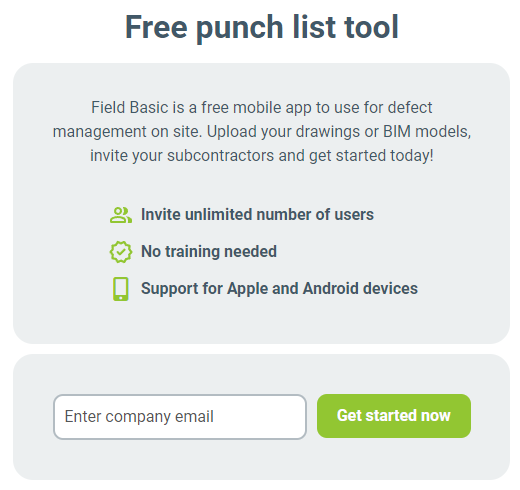 Free punch list tool
Field Basic is a free mobile app to use for defect
management on site. Upload your drawings or BIM models,
invite your subcontractors and get started today!
Invite unlimited number of users
No training needed
Support for Apple and Android devices
Enter company email
Get started now